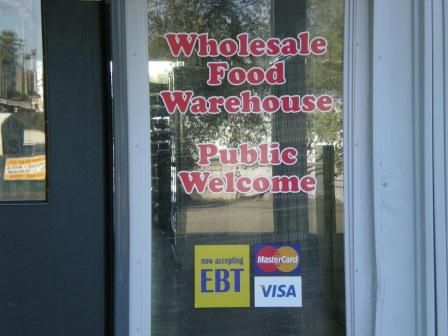 Wholesale
Food
Warehouse
Public
Welcome
now accepting
EBT
MasterCard
VISA